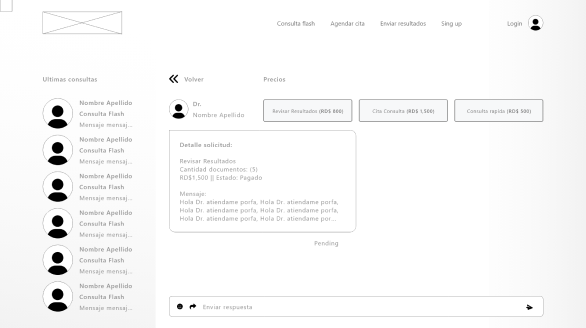 Consulta flash
Agendar cita
Enviar resultados
Sing up
Login
Ultimas consultas
Nombre Apellido
Consulta Flash
Mensaje mensaj...
Nombre Apellido
Consulta Flash
Mensaje mensaj...
Nombre Apellido
Consulta Flash
Mensaje mensaj...
Nombre Apellido
Consulta Flash
Mensaje mensaj...
Nombre Apellido
Consulta Flash
Mensaje mensaj...
Nombre Apellido
Consulta Flash
Mensaje mensaj...
Volver
Precios
Dr.
Nombre Apellido
Revisar Resultados (RD$ 800)
Cita Consulta (RD$ 1,500)
Consulta rapida (RD$ 500)
Detalle solicitud:
Revisar Resultados
Cantidad documentos: (5)
RD$1,500 || Estado: Pagado
Mensaje:
Hola Dr. atiendame porfa, Hola Dr. atiendame porfa,
Hola Dr. atiendame porfa, Hola Dr. atiendame porfa,
Hola Dr. atiendame porfa, Hola Dr. atiendame por...
Pending
Enviar respuesta